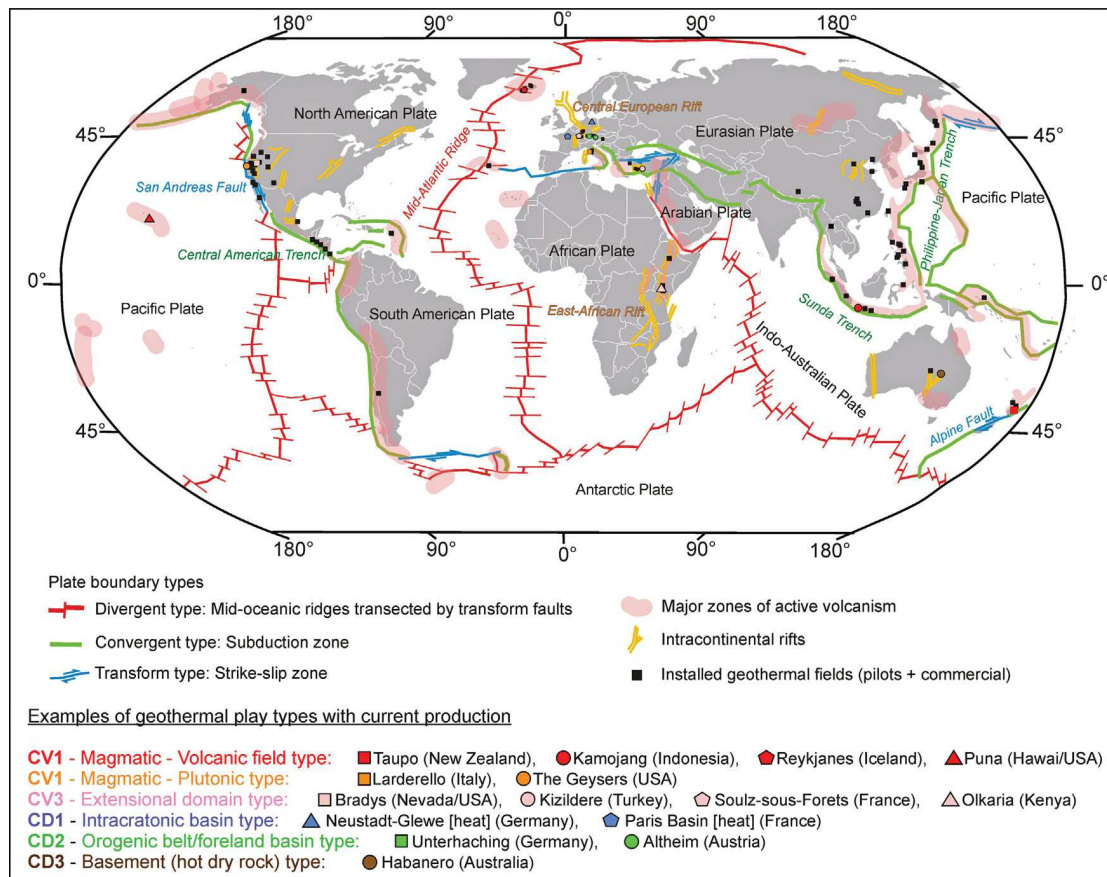 180° 90° 0° 90° 180°
North American Plate
Central European Rift
Eurasian Plate
45° 45°
Mid-Atlantic Ridge
San Andreas Fault
Philippine-Japan Trench
Pacific Plate
Arabian Plate
African Plate
Central American Trench
0° 0°
Pacific Plate
South American Plate
East-African Rift
Sunda Trench
Indo-Australian Plate
Alpine Fault
45° 45°
Antarctic Plate
180° 90° 0° 90° 180°
Plate boundary types
Divergent type: Mid-oceanic ridges transected by transform faults
Convergent type: Subduction zone
Transform type: Strike-slip zone
Major zones of active volcanism
Intracontinental rifts
Installed geothermal fields (pilots + commercial)
Examples of geothermal play types with current production
CV1 - Magmatic - Volcanic field type: Taupo (New Zealand), Kamojang (Indonesia), Reykjanes (Iceland), Puna (Hawai/USA)
CV1 - Magmatic - Plutonic type: Larderello (Italy), The Geysers (USA)
CV3 - Extensional domain type: Bradys (Nevada/USA), Kizildere (Turkey), Soulz-sous-Forets (France), Olkaria (Kenya)
CD1 - Intracratonic basin type: Neustadt-Glewe [heat] (Germany), Paris Basin [heat] (France)
CD2 - Orogenic belt/foreland basin type: Unterhaching (Germany), Altheim (Austria)
CD3 - Basement (hot dry rock) type: Habanero (Australia)